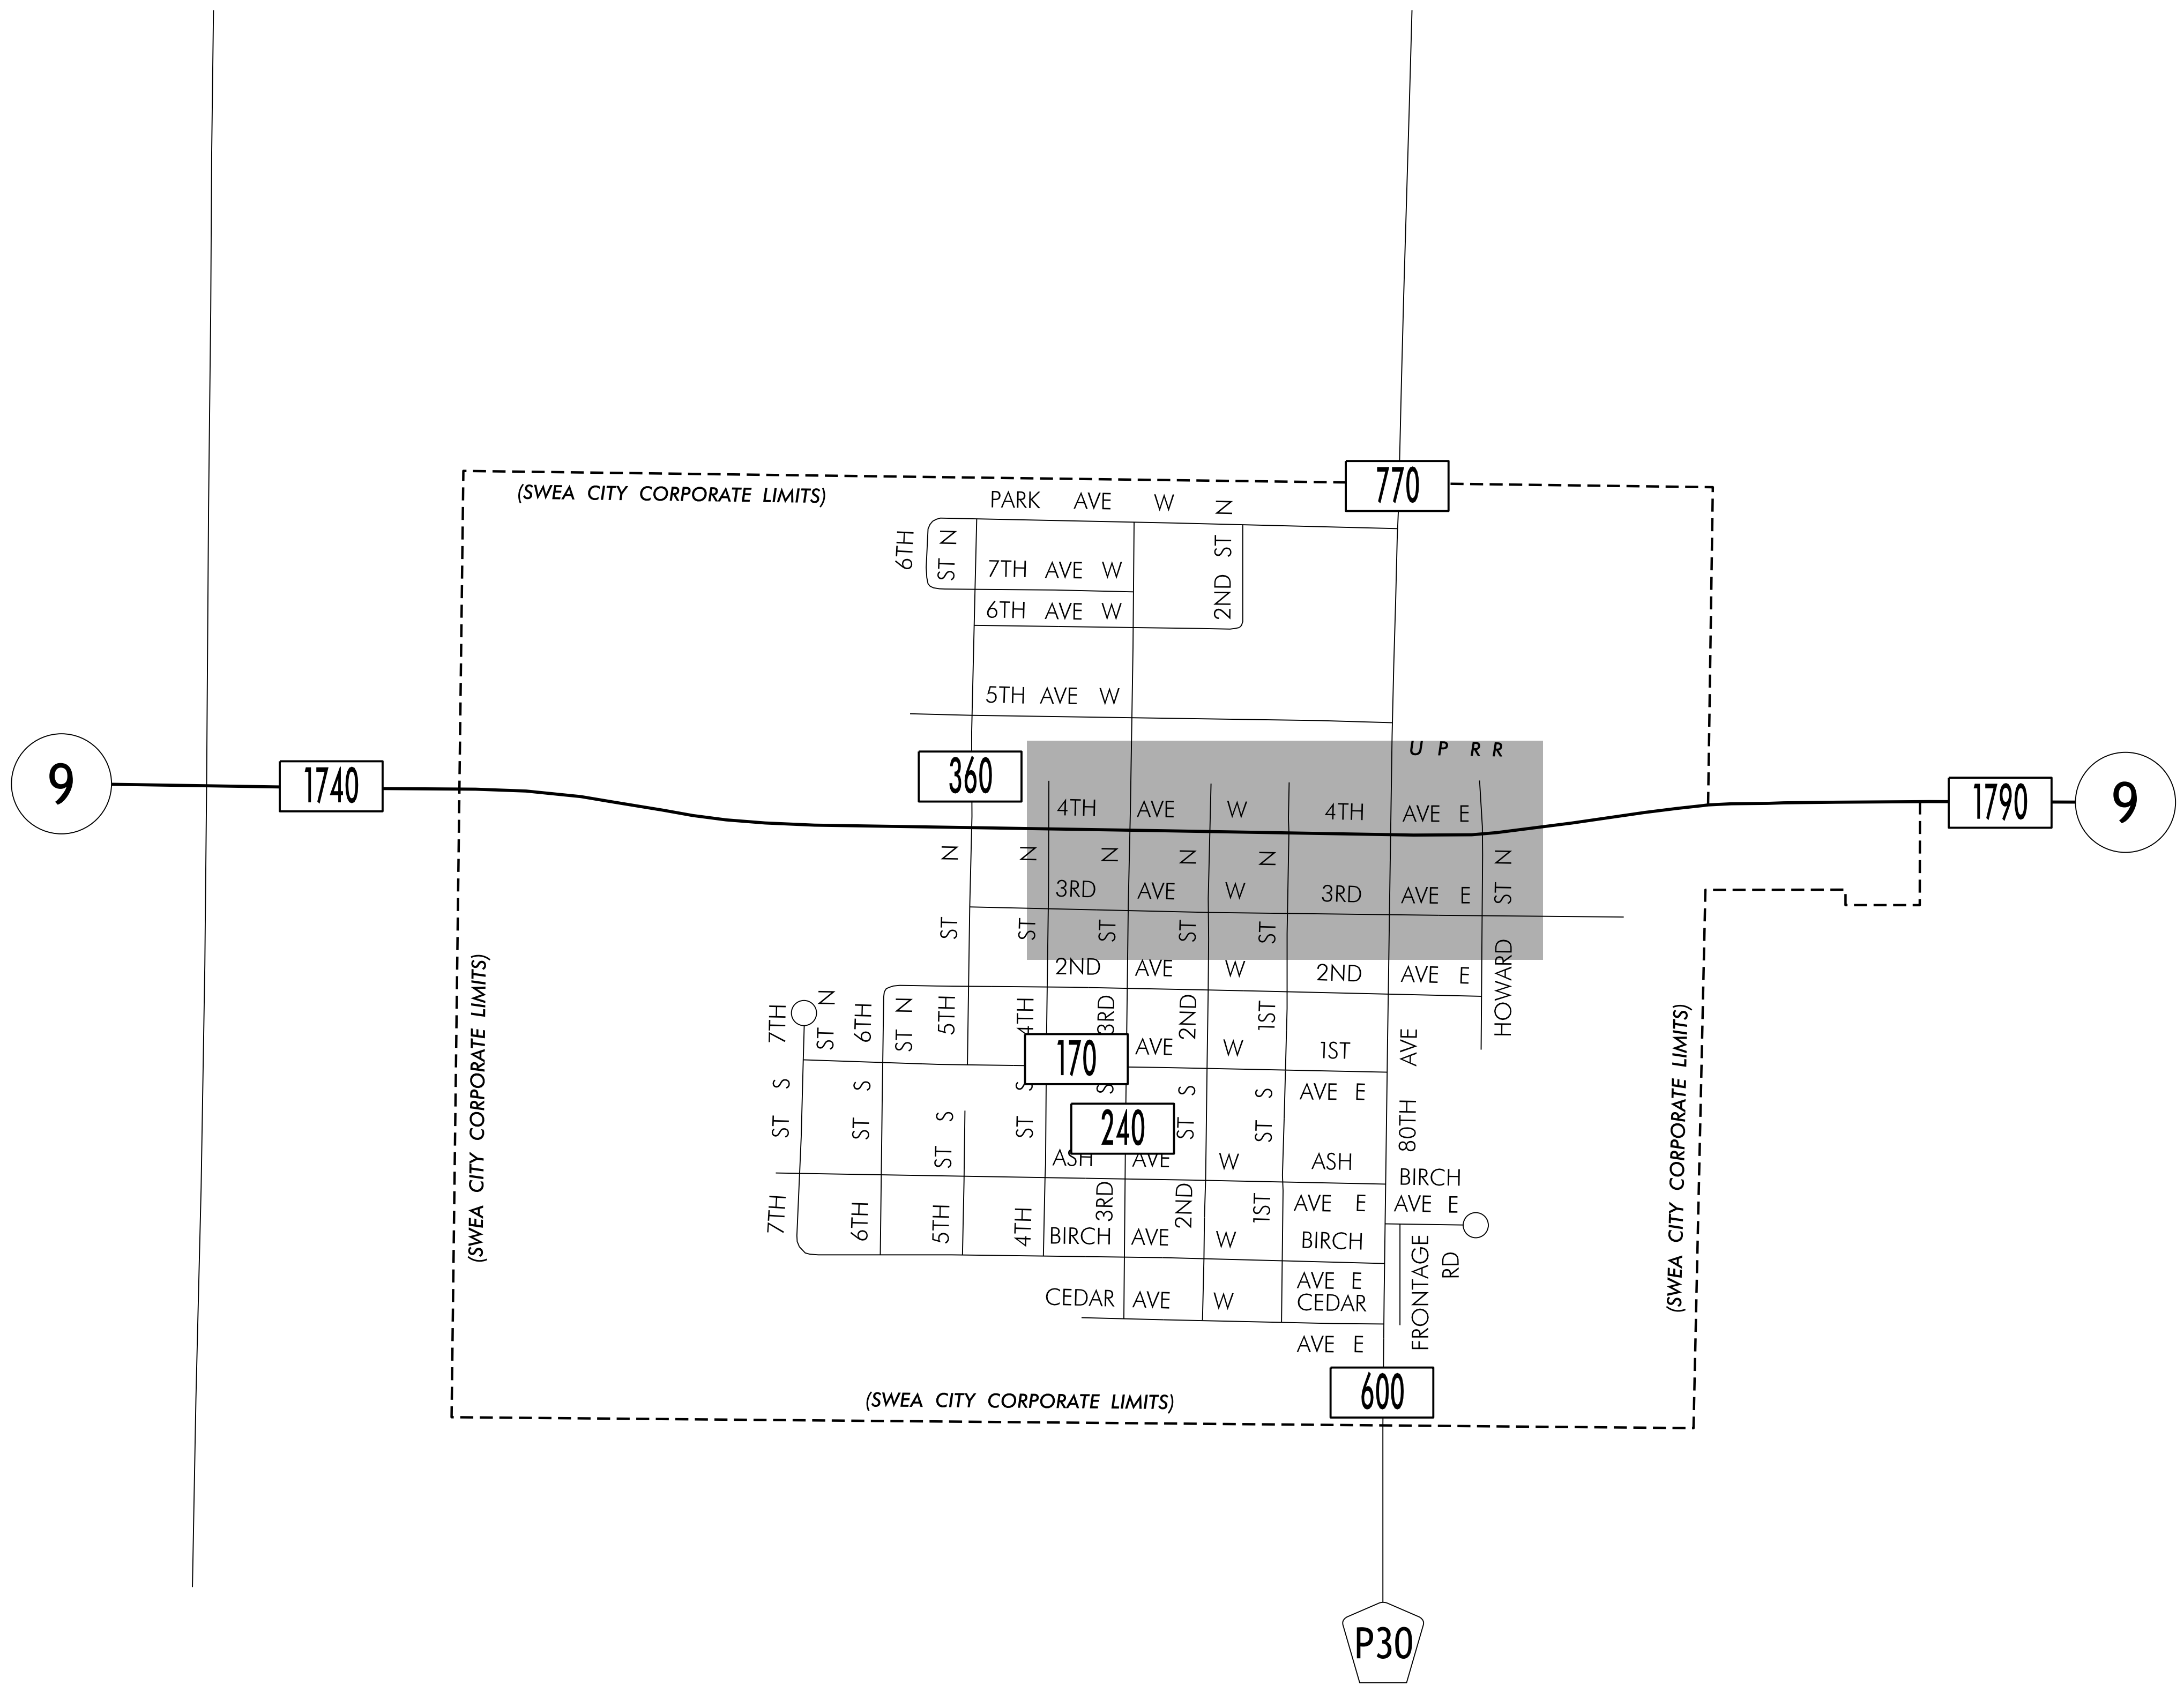 770
(SWEA CITY CORPORATE LIMITS)
PARK AVE W
6TH ST N
2ND ST N
7TH AVE W
6TH AVE W
5TH AVE W
U P R R
9
1740
360
1790
9
4TH AVE W
4TH AVE E
3RD AVE W
3RD AVE E
2ND AVE W
2ND AVE E
HOWARD ST N
7TH ST N
6TH ST N
5TH ST N
4TH ST N
3RD ST N
2ND ST N
1ST ST N
170
AVE W
1ST AVE E
80TH AVE
(SWEA CITY CORPORATE LIMITS)
(SWEA CITY CORPORATE LIMITS)
7TH ST S
6TH ST S
5TH ST S
4TH ST S
3RD S
2ND ST S
1ST ST S
240
ASH AVE W
ASH AVE E
BIRCH AVE E
BIRCH AVE W
BIRCH AVE E
FRONTAGE RD
CEDAR AVE W
CEDAR AVE E
600
(SWEA CITY CORPORATE LIMITS)
P30